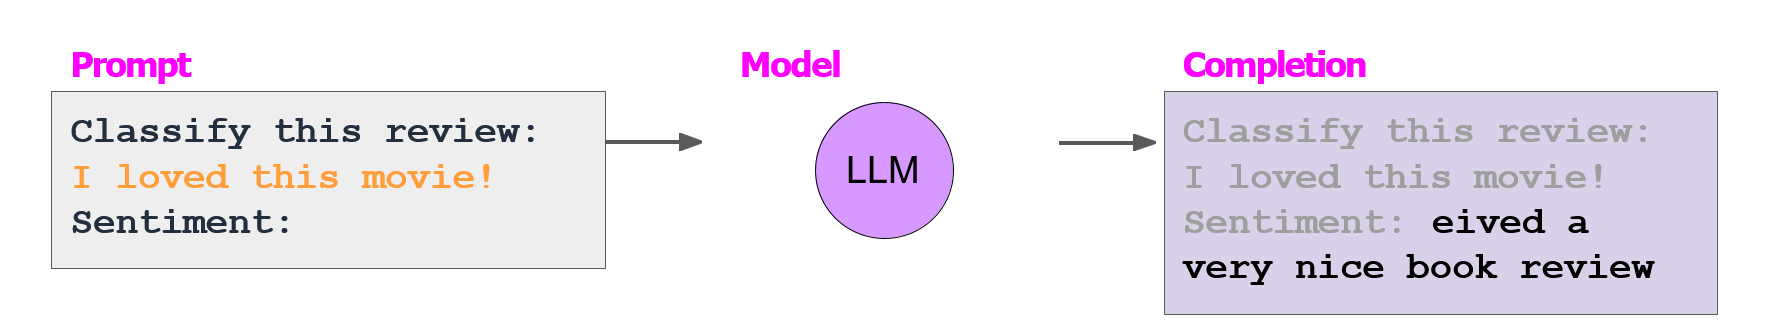 Prompt
Classify this review:
I loved this movie!
Sentiment:
Model
LLM
Completion
Classify this review:
I loved this movie!
Sentiment: eived a
very nice book review